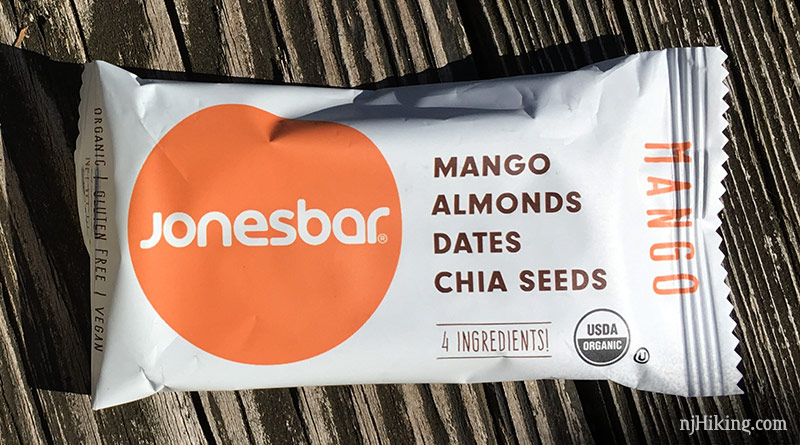 ORGANIC | GLUTEN FREE | VEGAN
jonesbar®
MANGO
ALMONDS
DATES
CHIA SEEDS
4 INGREDIENTS!
USDA
ORGANIC
U
MANGO
njHiking.com